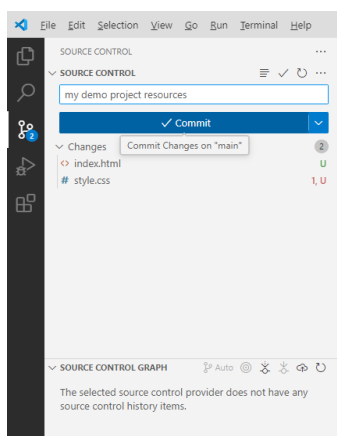 File Edit Selection View Go Run Terminal Help
SOURCE CONTROL
SOURCE CONTROL
my demo project resources
Commit
Changes 2
Commit Changes on "main"
index.html U
# style.css 1, U
2
SOURCE CONTROL GRAPH Auto
The selected source control provider does not have any
source control history items.